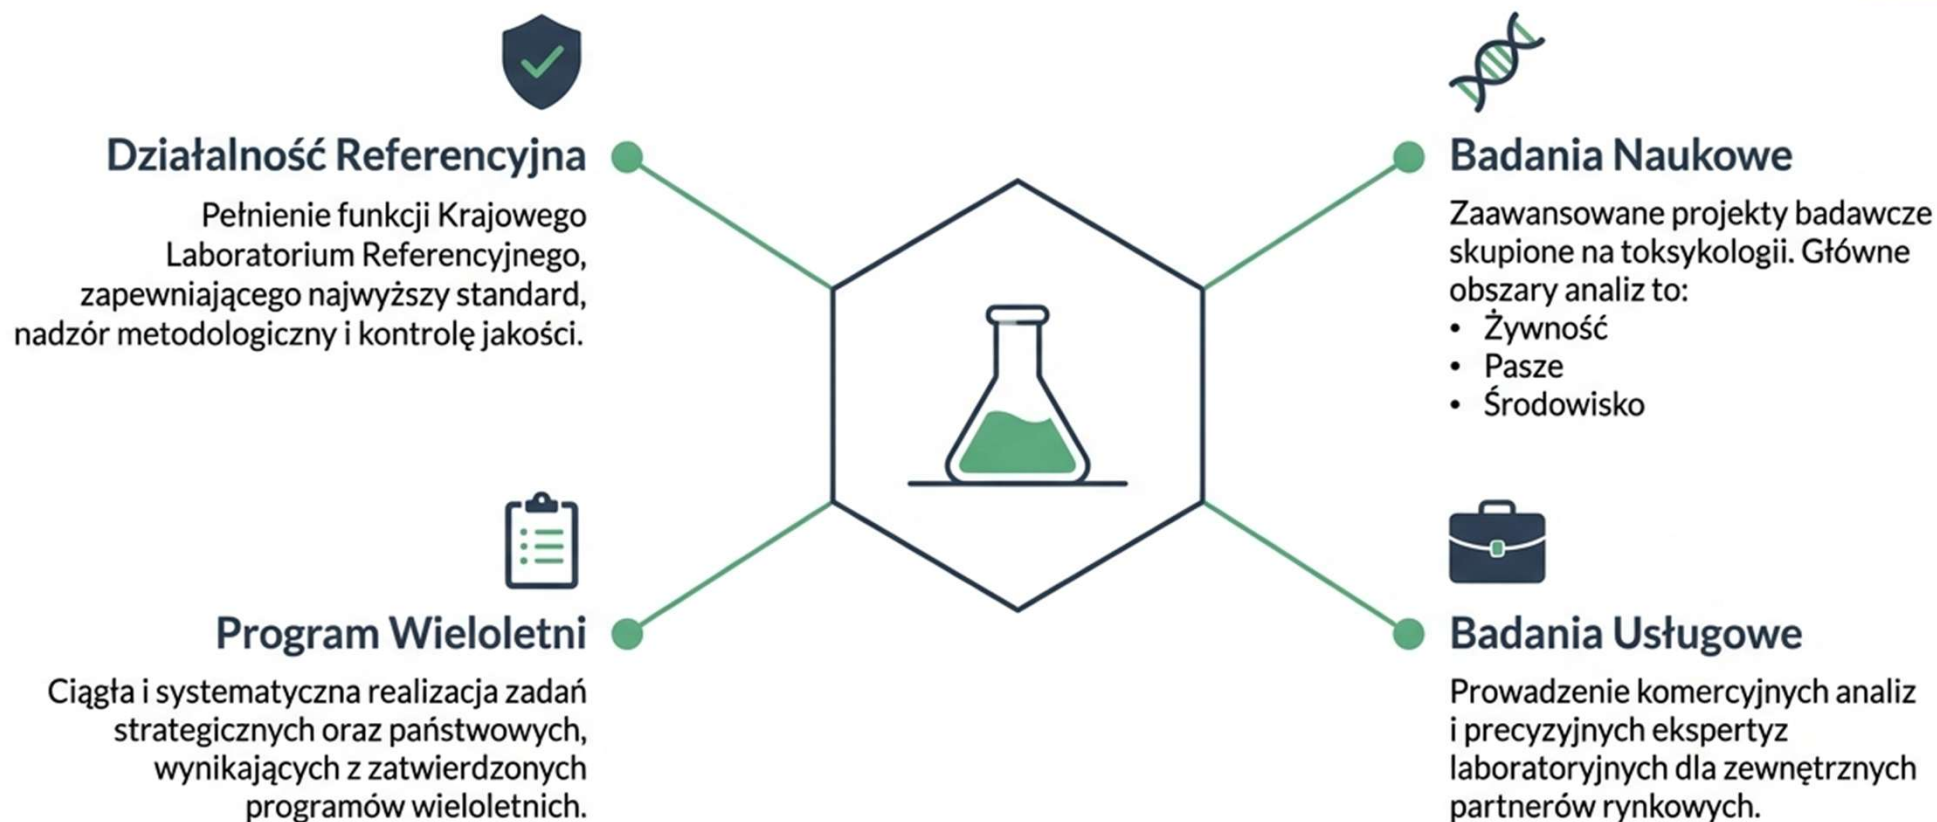 Działalność Referencyjna
Pełnienie funkcji Krajowego
Laboratorium Referencyjnego,
zapewniającego najwyższy standard,
nadzór metodologiczny i kontrolę jakości.
Badania Naukowe
Zaawansowane projekty badawcze
skupione na toksykologii. Główne
obszary analiz to:
• Żywność
• Pasze
• Środowisko
Program Wieloletni
Ciągła i systematyczna realizacja zadań
strategicznych oraz państwowych,
wynikających z zatwierdzonych
programów wieloletnich.
Badania Usługowe
Prowadzenie komercyjnych analiz
i precyzyjnych ekspertyz
laboratoryjnych dla zewnętrznych
partnerów rynkowych.